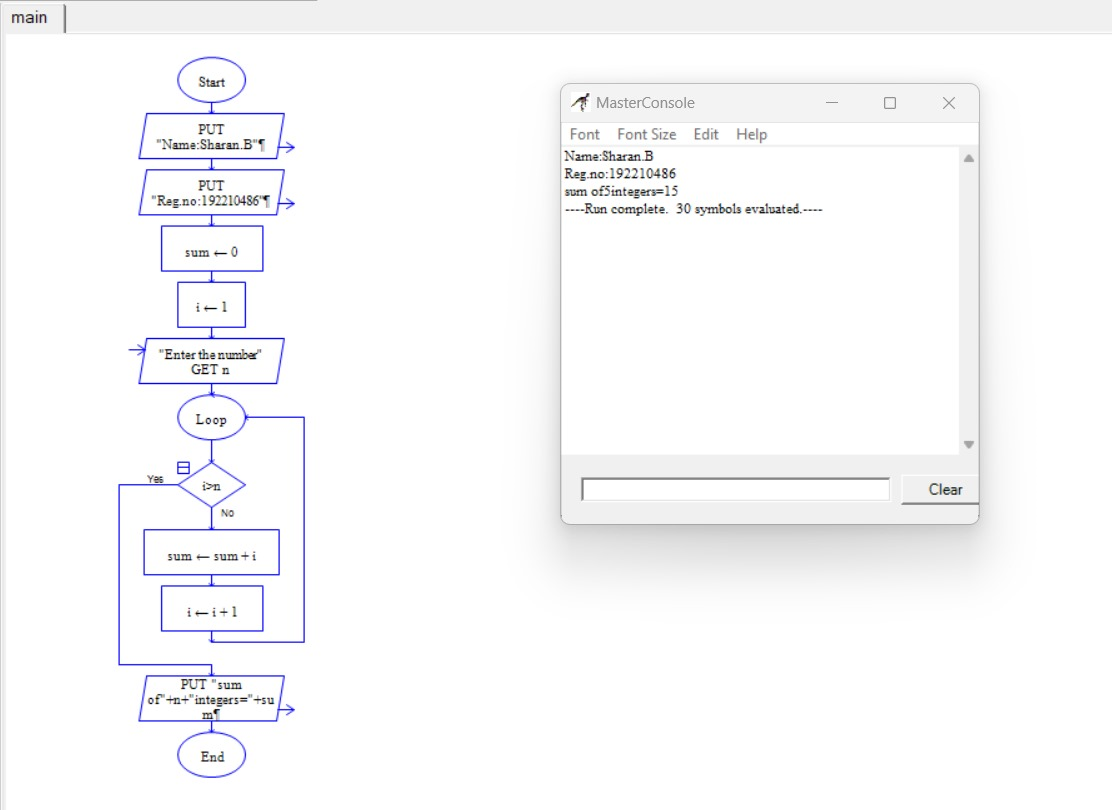 main
Start
PUT
"Name:Sharan.B"¶
PUT
"Reg.no:192210486"¶
sum ← 0
i ← 1
"Enter the number"
GET n
Loop
Yes
i>n
No
sum ← sum + i
i ← i + 1
PUT "sum
of"+n+"integers="+su
m¶
End
MasterConsole
Font Font Size Edit Help
Name:Sharan.B
Reg.no:192210486
sum of5integers=15
----Run complete. 30 symbols evaluated.----
Clear